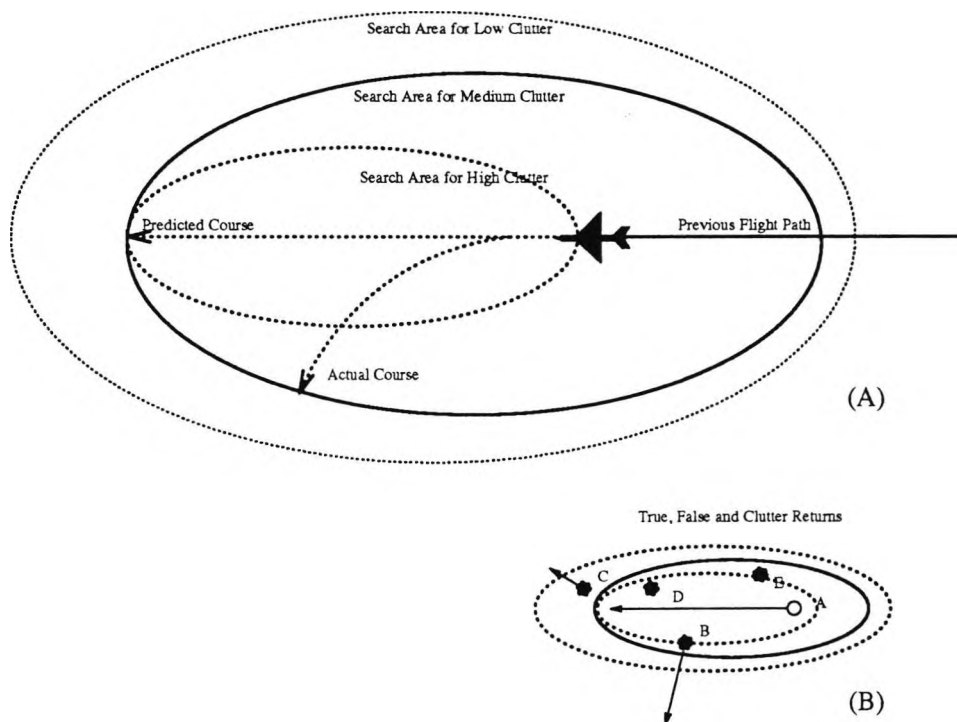 Search Area for Low Clutter
Search Area for Medium Clutter
Search Area for High Clutter
Predicted Course
Previous Flight Path
Actual Course
(A)
True, False and Clutter Returns
C
E
D
A
B
(B)